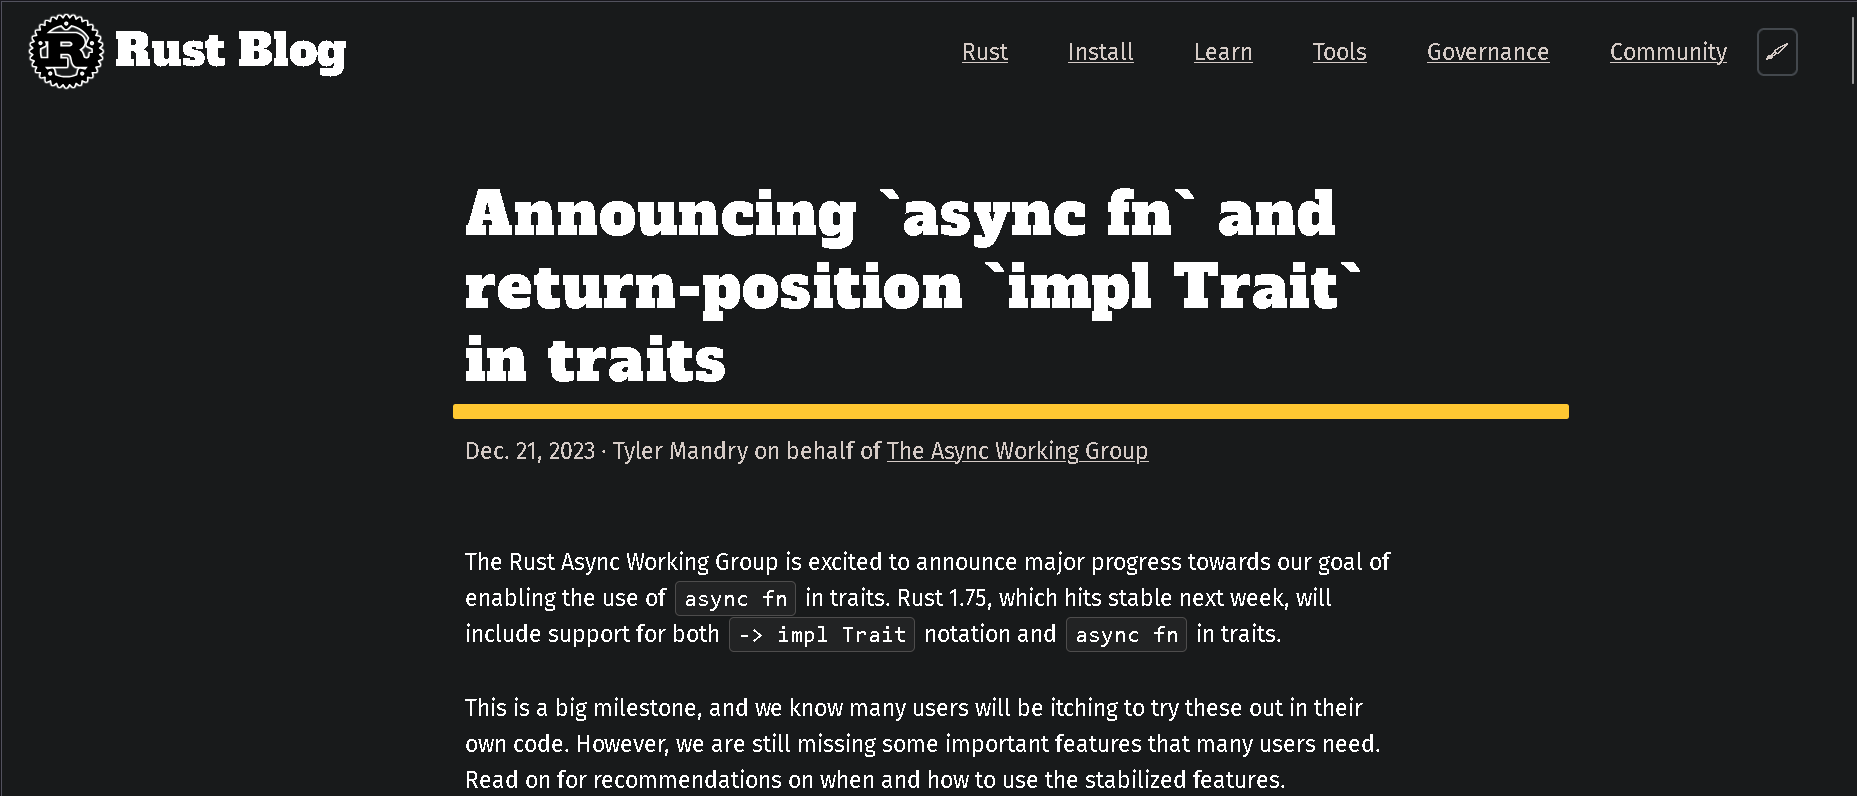 Rust Blog
Rust Install Learn Tools Governance Community
Announcing `async fn` and
return-position `impl Trait`
in traits
Dec. 21, 2023 · Tyler Mandry on behalf of The Async Working Group
The Rust Async Working Group is excited to announce major progress towards our goal of
enabling the use of async fn in traits. Rust 1.75, which hits stable next week, will
include support for both -> impl Trait notation and async fn in traits.
This is a big milestone, and we know many users will be itching to try these out in their
own code. However, we are still missing some important features that many users need.
Read on for recommendations on when and how to use the stabilized features.